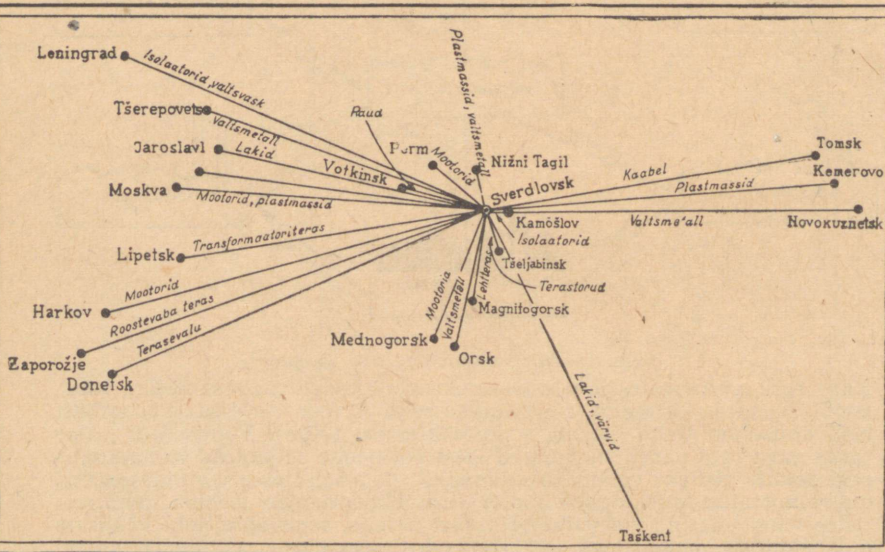 Leningrad
Isolaatorid, valtsvask
Plastmassid, valtsmetall
Tšerepovets
Valtsmetall
Raud
Jaroslavl
Lakid
Perm
Mootorid
Nižni Tagil
Tomsk
Kaabel
Kemerovo
Plastmassid
Votkinsk
Moskva
Mootorid, plastmassid
Sverdlovsk
Kamõšlov
Valtsmetall
Novokuznetsk
Isolaatorid
Lipetsk
Transformaatoriteras
Tšeljabinsk
Terastorud
Mootorid
Harkov
Mootorid
Valtsmetall
Lehtteras
Magnitogorsk
Roostevaba teras
Mednogorsk
Orsk
Zaporožje
Terasevalu
Donetsk
Lakid, värvid
Taškent